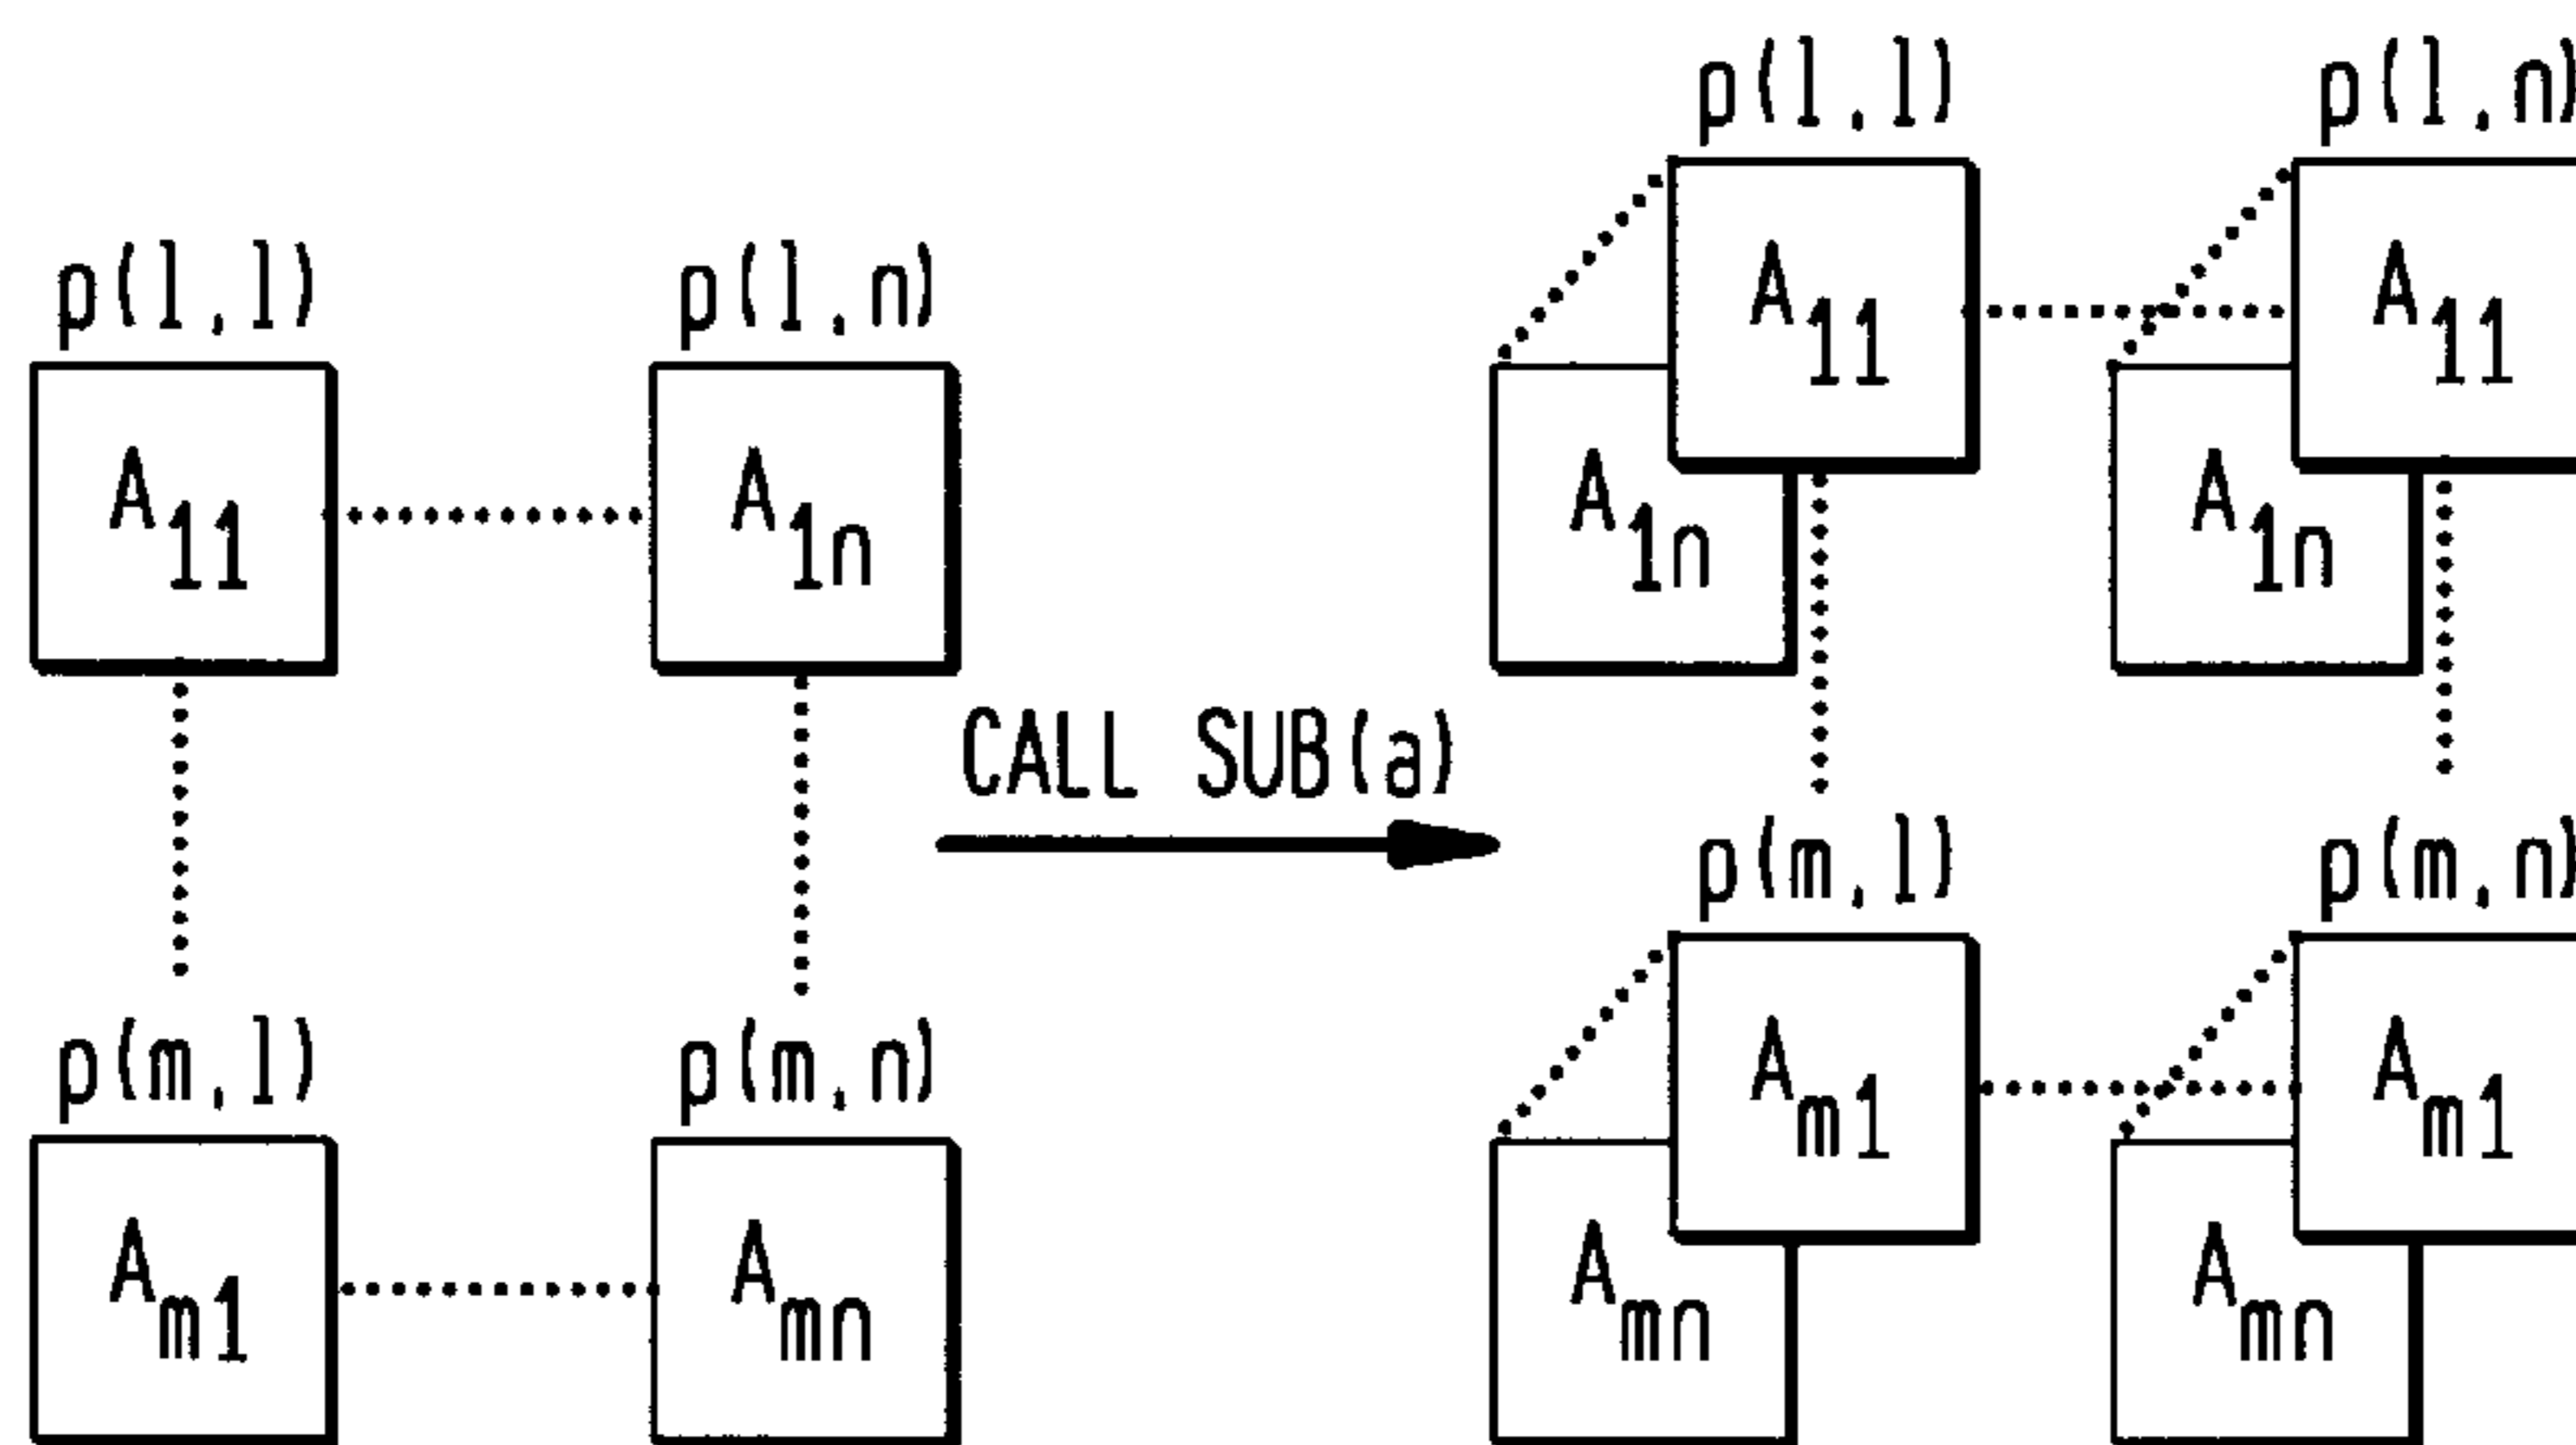 p(1,1) p(1,n)
A11 A1n
p(m,1) p(m,n)
Am1 Amn
CALL SUB(a)
p(1,1) p(1,n)
A11 A11
A1n A1n
p(m,1) p(m,n)
Am1 Am1
Amn Amn